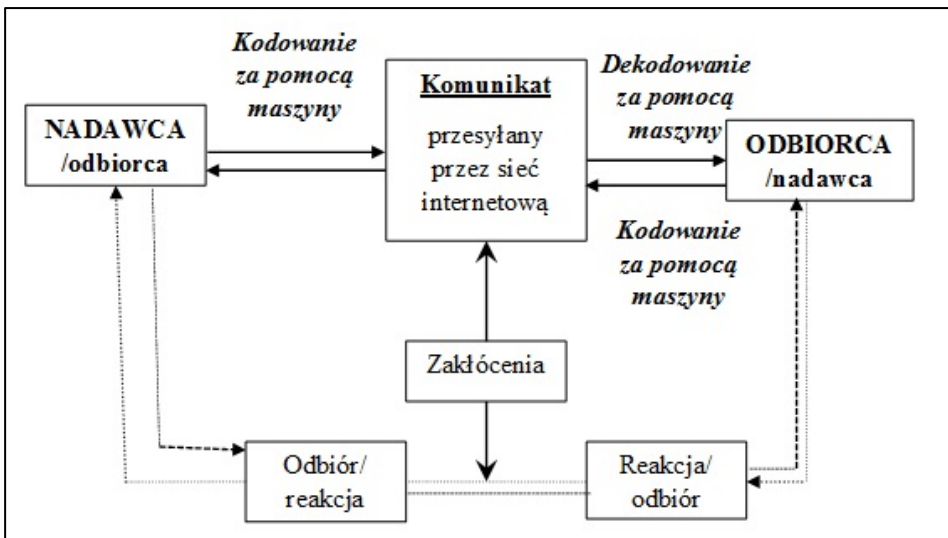 Kodowanie
za pomocą
maszyny
Komunikat
przesyłany
przez sieć
internetową
Dekodowanie
za pomocą
maszyny
NADAWCA
/odbiorca
ODBIORCA
/nadawca
Kodowanie
za pomocą
maszyny
Zakłócenia
Odbiór/
reakcja
Reakcja/
odbiór